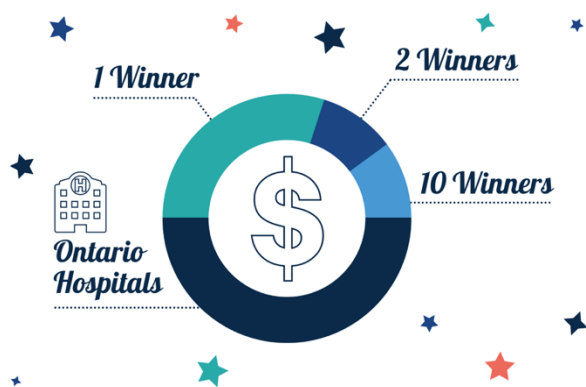 1 Winner
2 Winners
10 Winners
H
Ontario
Hospitals
$